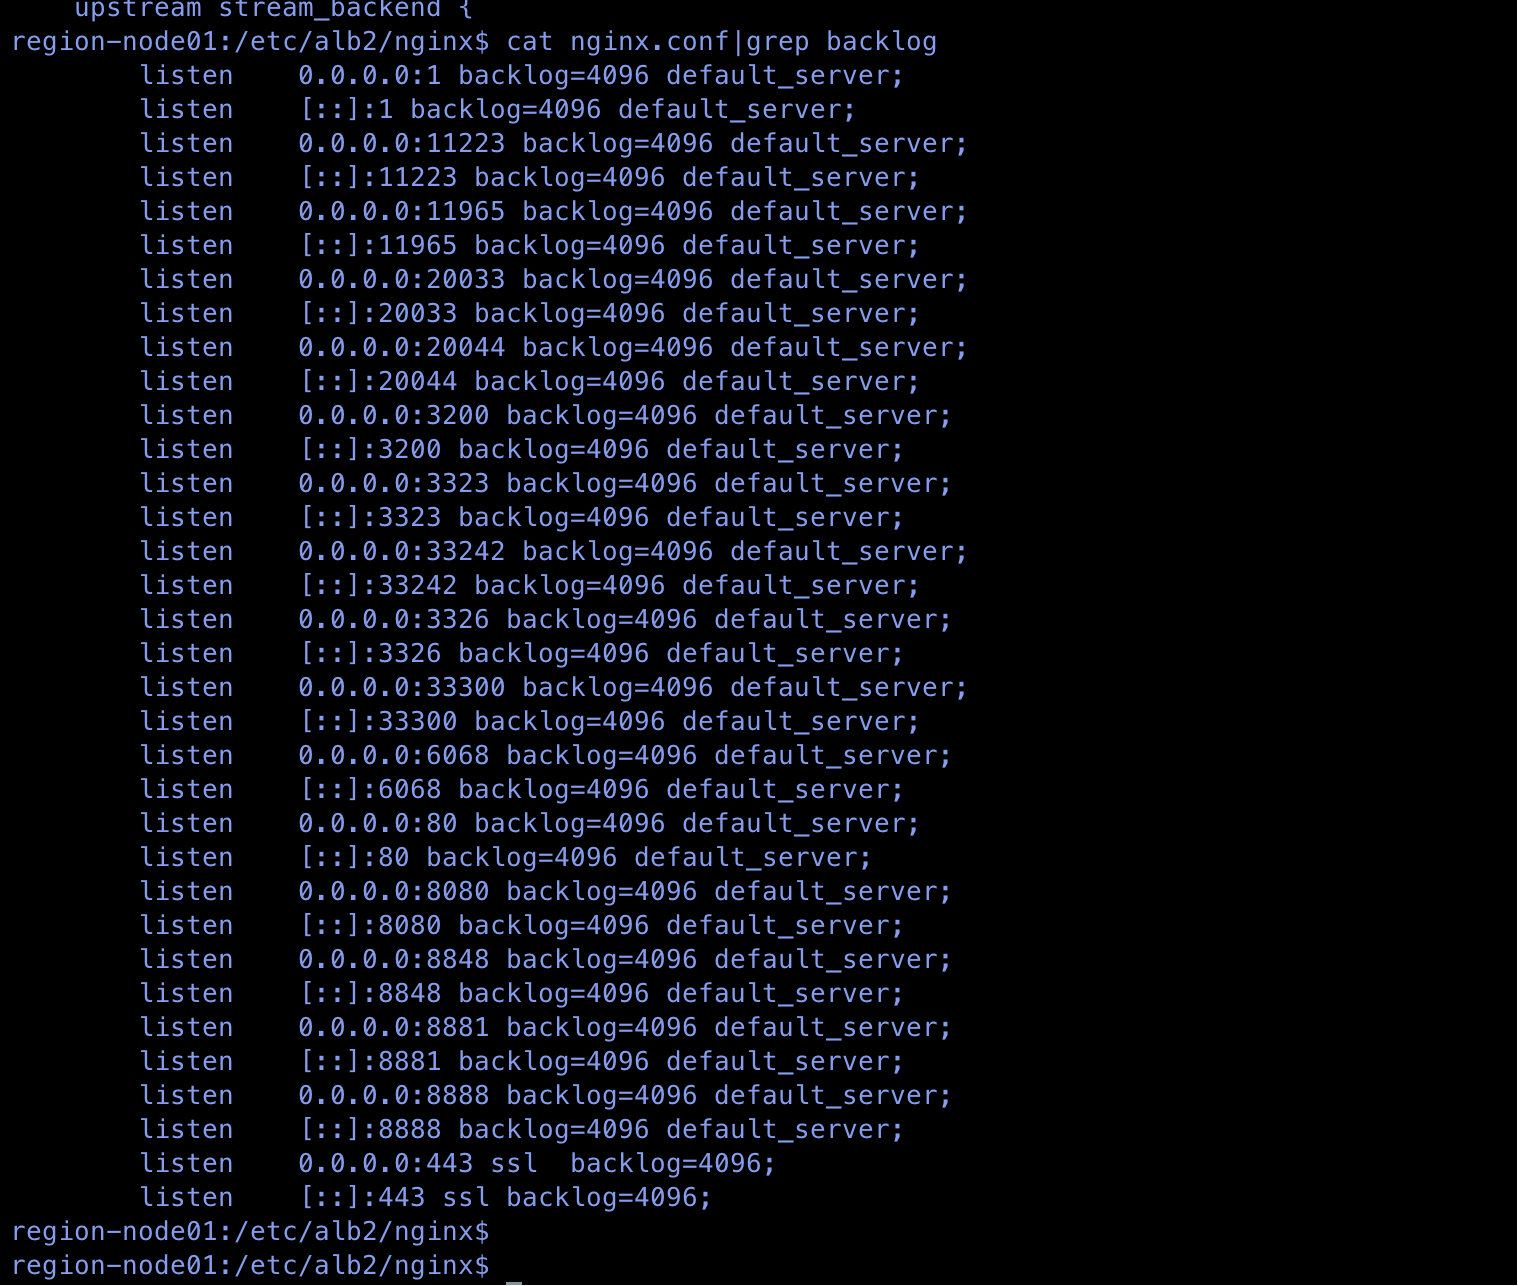 upstream stream_backend {
region-node01:/etc/alb2/nginx$ cat nginx.conf|grep backlog
listen 0.0.0.0:1 backlog=4096 default_server;
listen [::]:1 backlog=4096 default_server;
listen 0.0.0.0:11223 backlog=4096 default_server;
listen [::]:11223 backlog=4096 default_server;
listen 0.0.0.0:11965 backlog=4096 default_server;
listen [::]:11965 backlog=4096 default_server;
listen 0.0.0.0:20033 backlog=4096 default_server;
listen [::]:20033 backlog=4096 default_server;
listen 0.0.0.0:20044 backlog=4096 default_server;
listen [::]:20044 backlog=4096 default_server;
listen 0.0.0.0:3200 backlog=4096 default_server;
listen [::]:3200 backlog=4096 default_server;
listen 0.0.0.0:3323 backlog=4096 default_server;
listen [::]:3323 backlog=4096 default_server;
listen 0.0.0.0:33242 backlog=4096 default_server;
listen [::]:33242 backlog=4096 default_server;
listen 0.0.0.0:3326 backlog=4096 default_server;
listen [::]:3326 backlog=4096 default_server;
listen 0.0.0.0:33300 backlog=4096 default_server;
listen [::]:33300 backlog=4096 default_server;
listen 0.0.0.0:6068 backlog=4096 default_server;
listen [::]:6068 backlog=4096 default_server;
listen 0.0.0.0:80 backlog=4096 default_server;
listen [::]:80 backlog=4096 default_server;
listen 0.0.0.0:8080 backlog=4096 default_server;
listen [::]:8080 backlog=4096 default_server;
listen 0.0.0.0:8848 backlog=4096 default_server;
listen [::]:8848 backlog=4096 default_server;
listen 0.0.0.0:8881 backlog=4096 default_server;
listen [::]:8881 backlog=4096 default_server;
listen 0.0.0.0:8888 backlog=4096 default_server;
listen [::]:8888 backlog=4096 default_server;
listen 0.0.0.0:443 ssl  backlog=4096;
listen [::]:443 ssl backlog=4096;
region-node01:/etc/alb2/nginx$
region-node01:/etc/alb2/nginx$